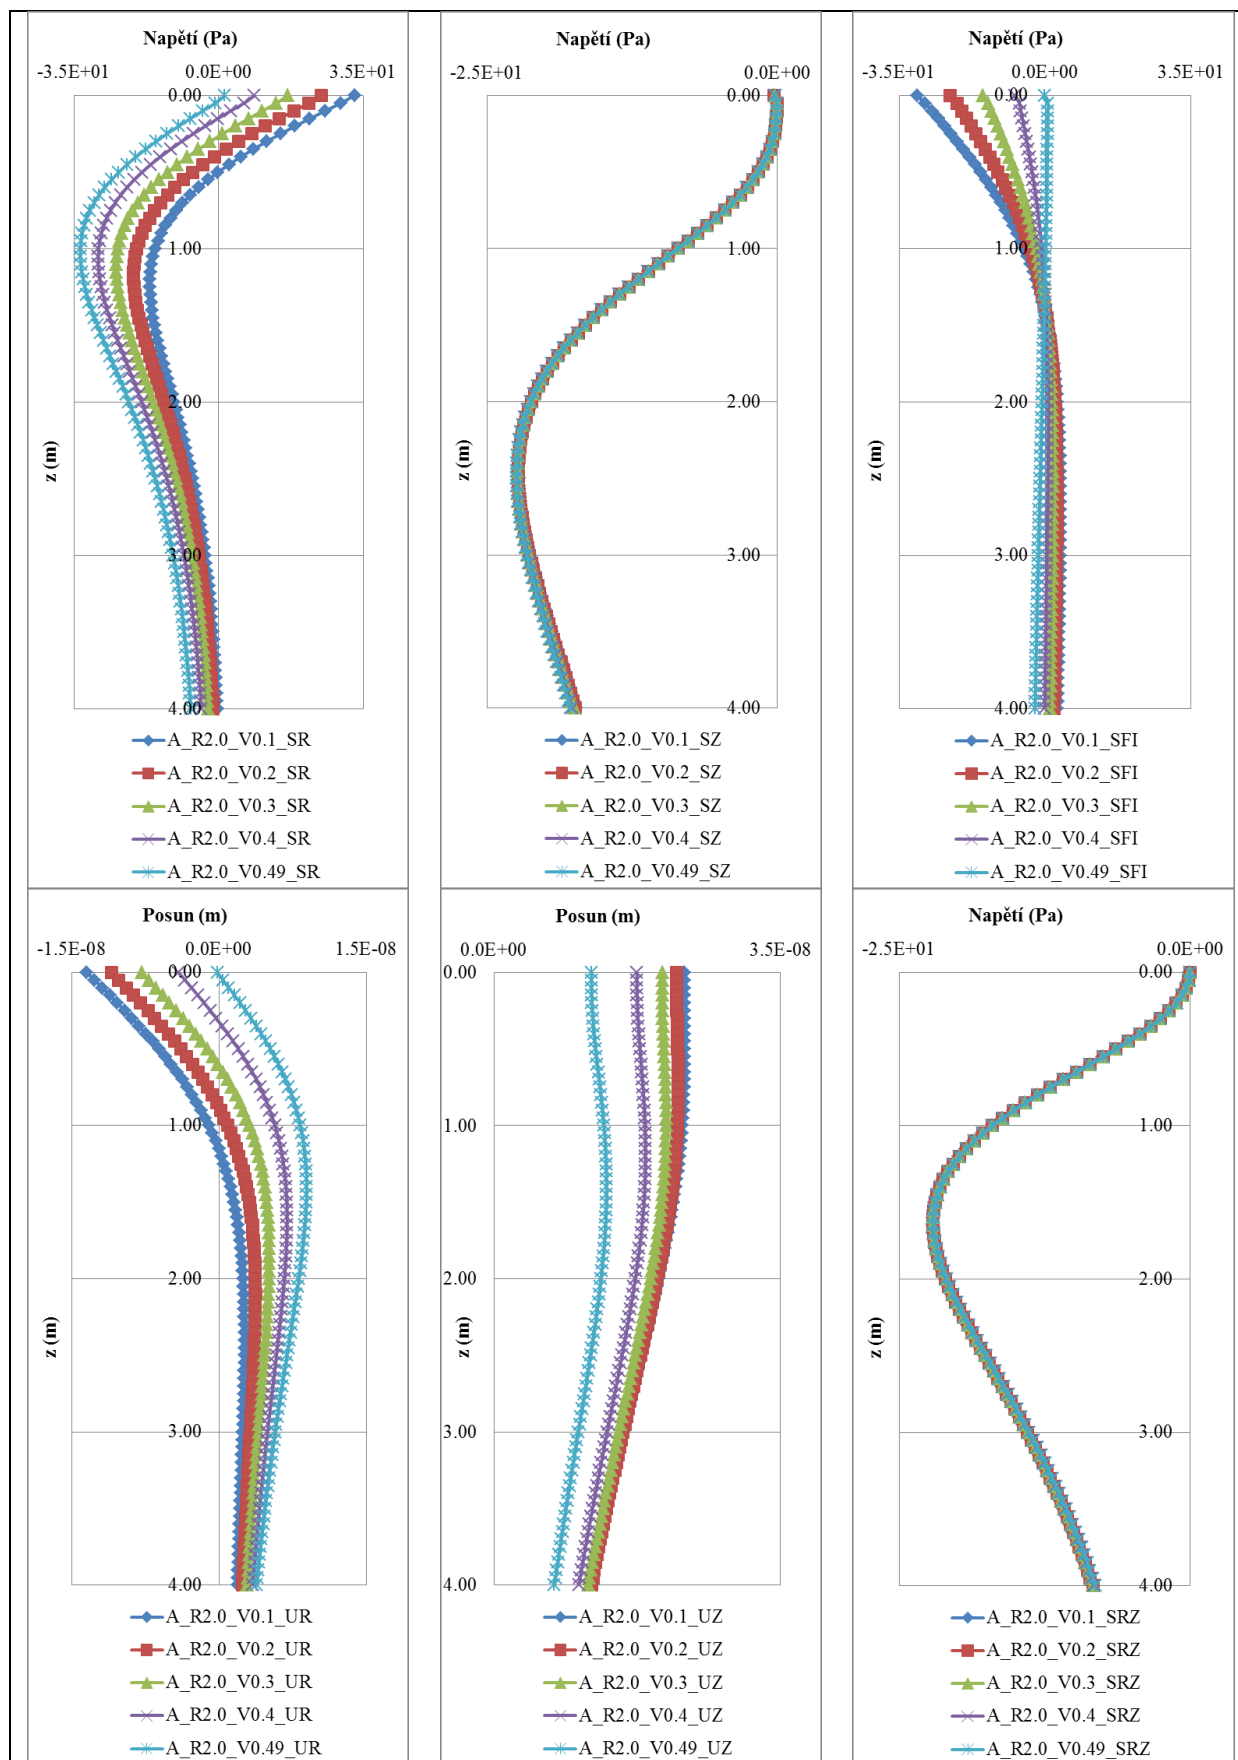 Napětí (Pa)
-3.5E+01 0.0E+00 3.5E+01
0.00
1.00
2.00
z (m)
3.00
4.00
A_R2.0_V0.1_SR
A_R2.0_V0.2_SR
A_R2.0_V0.3_SR
A_R2.0_V0.4_SR
A_R2.0_V0.49_SR
Napětí (Pa)
-2.5E+01 0.0E+00
0.00
1.00
2.00
z (m)
3.00
4.00
A_R2.0_V0.1_SZ
A_R2.0_V0.2_SZ
A_R2.0_V0.3_SZ
A_R2.0_V0.4_SZ
A_R2.0_V0.49_SZ
Napětí (Pa)
-3.5E+01 0.0E+00 3.5E+01
0.00
1.00
2.00
z (m)
3.00
4.00
A_R2.0_V0.1_SFI
A_R2.0_V0.2_SFI
A_R2.0_V0.3_SFI
A_R2.0_V0.4_SFI
A_R2.0_V0.49_SFI
Posun (m)
-1.5E-08 0.0E+00 1.5E-08
0.00
1.00
2.00
z (m)
3.00
4.00
A_R2.0_V0.1_UR
A_R2.0_V0.2_UR
A_R2.0_V0.3_UR
A_R2.0_V0.4_UR
A_R2.0_V0.49_UR
Posun (m)
0.0E+00 3.5E-08
0.00
1.00
2.00
z (m)
3.00
4.00
A_R2.0_V0.1_UZ
A_R2.0_V0.2_UZ
A_R2.0_V0.3_UZ
A_R2.0_V0.4_UZ
A_R2.0_V0.49_UZ
Napětí (Pa)
-2.5E+01 0.0E+00
0.00
1.00
2.00
z (m)
3.00
4.00
A_R2.0_V0.1_SRZ
A_R2.0_V0.2_SRZ
A_R2.0_V0.3_SRZ
A_R2.0_V0.4_SRZ
A_R2.0_V0.49_SRZ